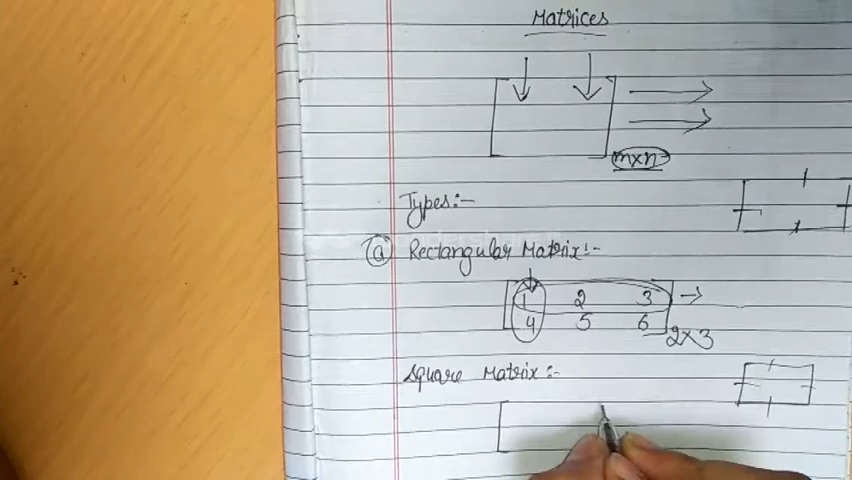 Matrices
m×n
Types:-
(a) Rectangular Matrix:-
1 2 3
4 5 6
2×3
Square Matrix:-